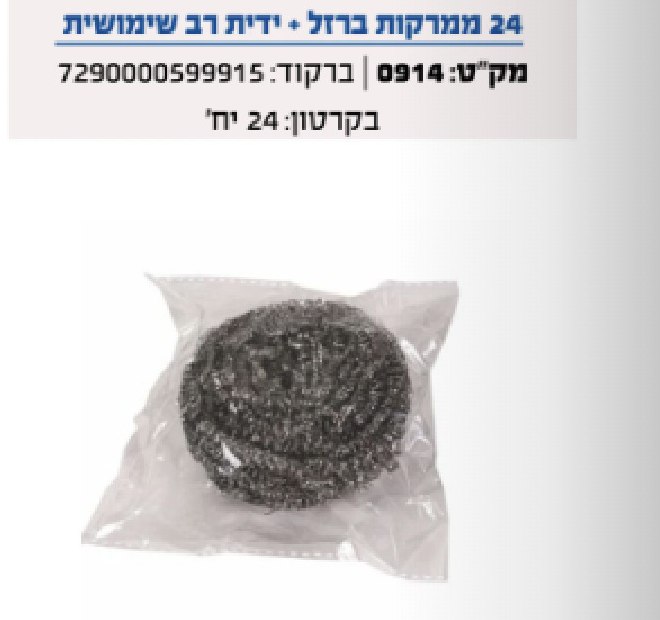 24 ממרקות ברזל + ידית רב שימושית
מק"ט: 0914 | ברקוד: 7290000599915
בקרטון: 24 יח'